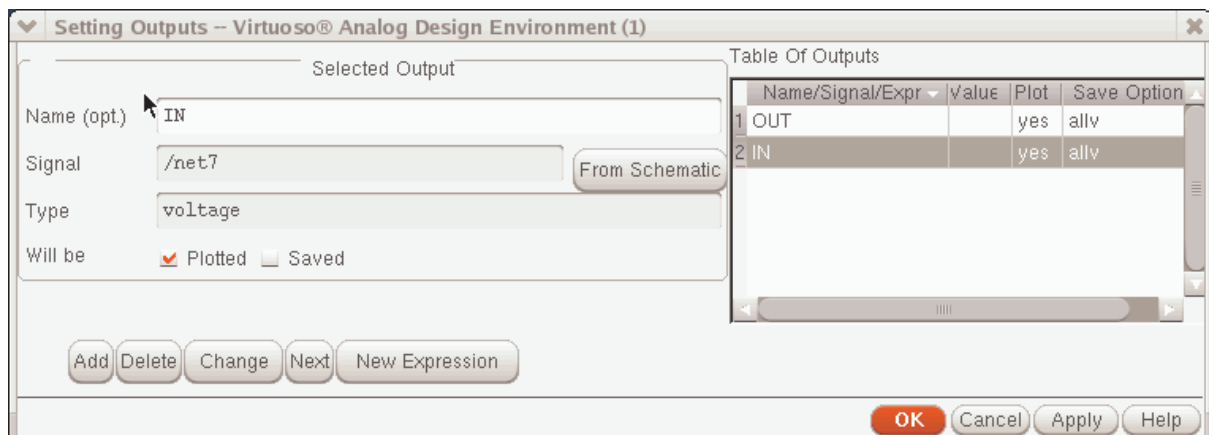 Setting Outputs -- Virtuoso® Analog Design Environment (1)
Selected Output
Name (opt.) IN
Signal /net7 From Schematic
Type voltage
Will be Plotted Saved
Table Of Outputs
Name/Signal/Expr Value Plot Save Option
1 OUT yes allv
2 IN yes allv
Add Delete Change Next New Expression
OK Cancel Apply Help